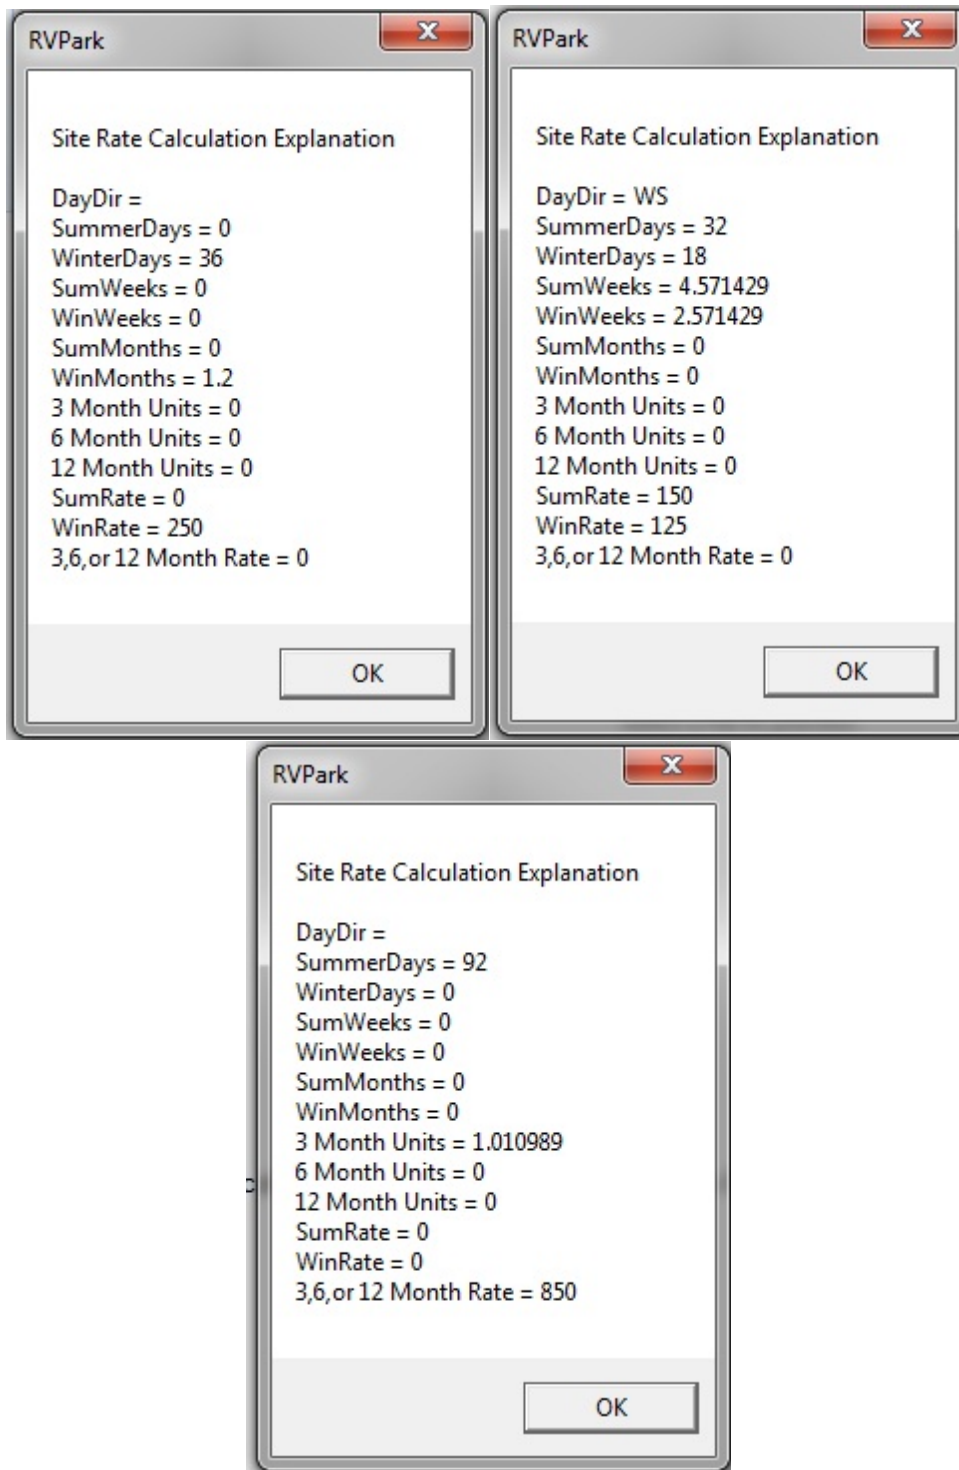 RVPark
Site Rate Calculation Explanation
DayDir =
SummerDays = 0
WinterDays = 36
SumWeeks = 0
WinWeeks = 0
SumMonths = 0
WinMonths = 1.2
3 Month Units = 0
6 Month Units = 0
12 Month Units = 0
SumRate = 0
WinRate = 250
3,6,or 12 Month Rate = 0
OK
RVPark
Site Rate Calculation Explanation
DayDir = WS
SummerDays = 32
WinterDays = 18
SumWeeks = 4.571429
WinWeeks = 2.571429
SumMonths = 0
WinMonths = 0
3 Month Units = 0
6 Month Units = 0
12 Month Units = 0
SumRate = 150
WinRate = 125
3,6,or 12 Month Rate = 0
OK
RVPark
Site Rate Calculation Explanation
DayDir =
SummerDays = 92
WinterDays = 0
SumWeeks = 0
WinWeeks = 0
SumMonths = 0
WinMonths = 0
3 Month Units = 1.010989
6 Month Units = 0
12 Month Units = 0
SumRate = 0
WinRate = 0
3,6,or 12 Month Rate = 850
OK